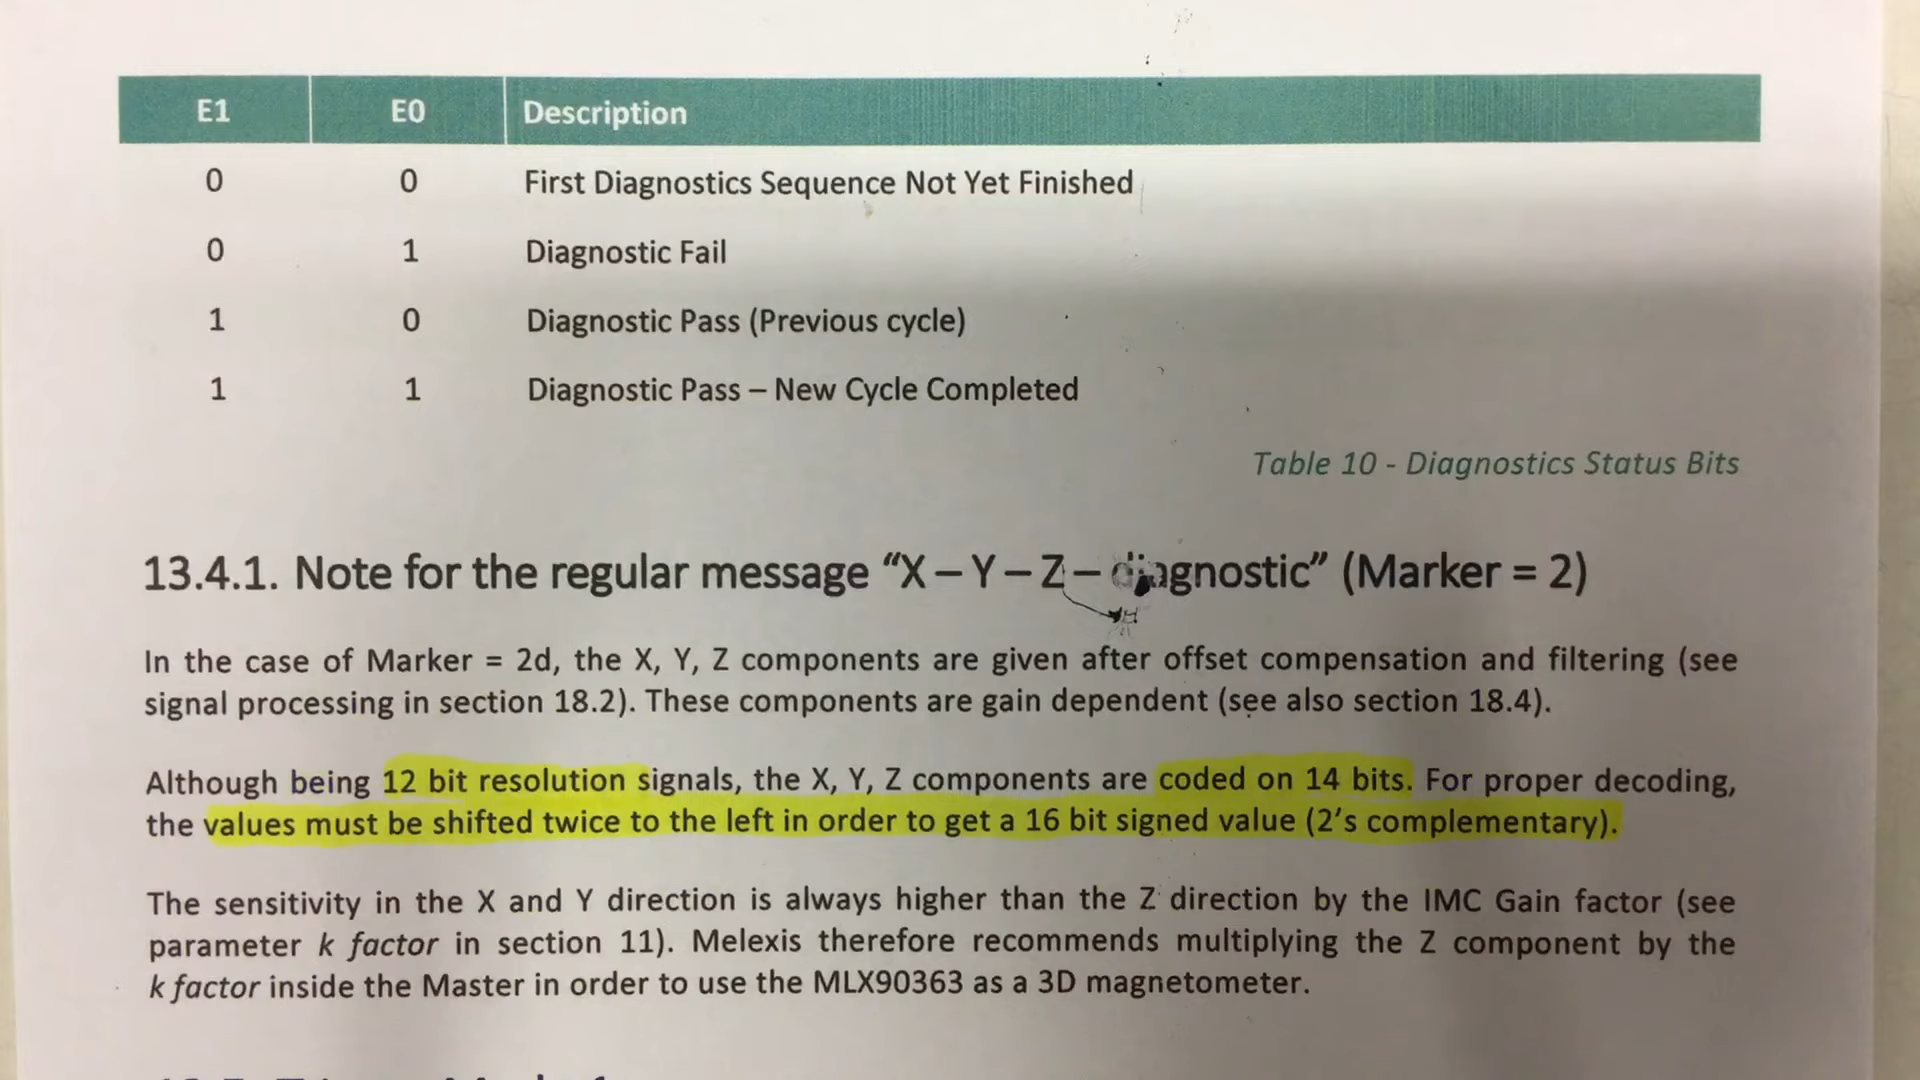 E1 E0 Description
0 0 First Diagnostics Sequence Not Yet Finished
0 1 Diagnostic Fail
1 0 Diagnostic Pass (Previous cycle)
1 1 Diagnostic Pass – New Cycle Completed
Table 10 - Diagnostics Status Bits
13.4.1. Note for the regular message “X – Y – Z – diagnostic” (Marker = 2)
In the case of Marker = 2d, the X, Y, Z components are given after offset compensation and filtering (see
signal processing in section 18.2). These components are gain dependent (see also section 18.4).
Although being 12 bit resolution signals, the X, Y, Z components are coded on 14 bits. For proper decoding,
the values must be shifted twice to the left in order to get a 16 bit signed value (2’s complementary).
The sensitivity in the X and Y direction is always higher than the Z direction by the IMC Gain factor (see
parameter k factor in section 11). Melexis therefore recommends multiplying the Z component by the
k factor inside the Master in order to use the MLX90363 as a 3D magnetometer.